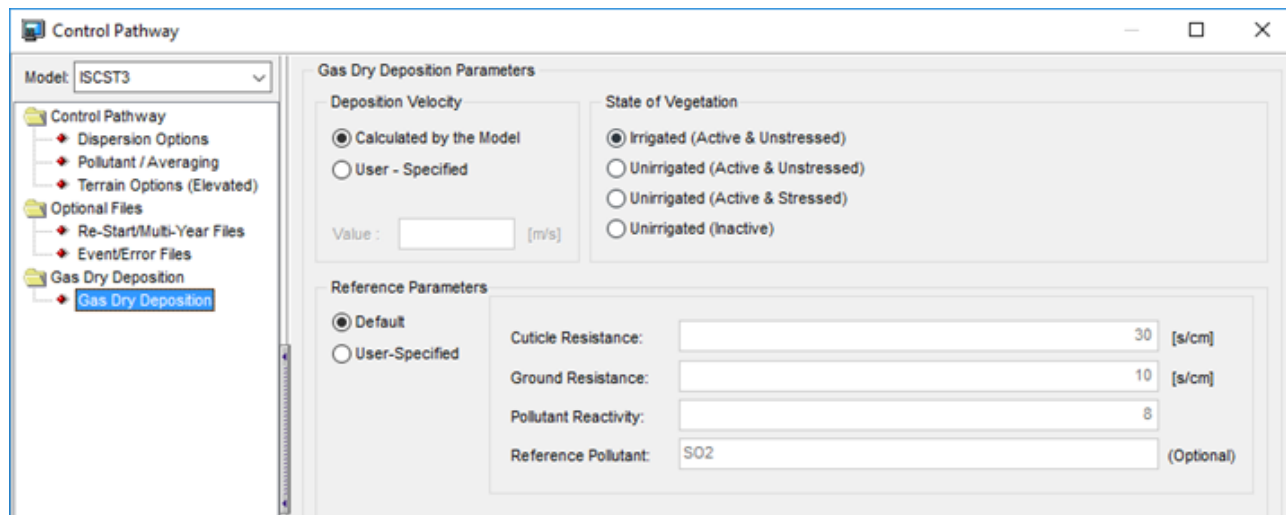 Control Pathway
Model: ISCST3
Control Pathway
Dispersion Options
Pollutant / Averaging
Terrain Options (Elevated)
Optional Files
Re-Start/Multi-Year Files
Event/Error Files
Gas Dry Deposition
Gas Dry Deposition
Gas Dry Deposition Parameters
Deposition Velocity
Calculated by the Model
User - Specified
Value : [m/s]
State of Vegetation
Irrigated (Active & Unstressed)
Unirrigated (Active & Unstressed)
Unirrigated (Active & Stressed)
Unirrigated (Inactive)
Reference Parameters
Default
User-Specified
Cuticle Resistance: 30 [s/cm]
Ground Resistance: 10 [s/cm]
Pollutant Reactivity: 8
Reference Pollutant: SO2 (Optional)